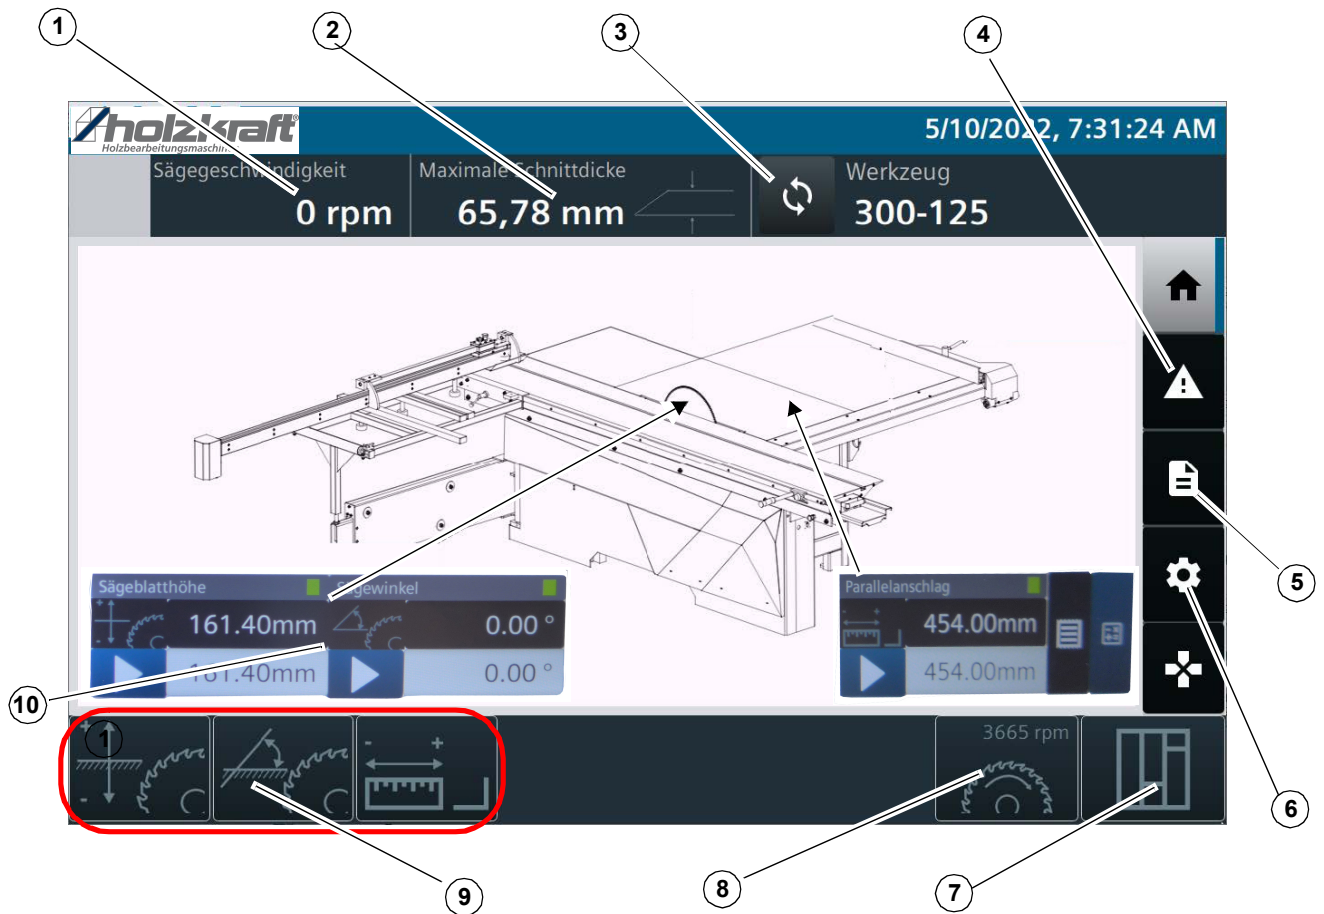 1
2
3
4
holzkraft®
Holzbearbeitungsmaschin
5/10/2022, 7:31:24 AM
Sägegeschwindigkeit
0 rpm
Maximale Schnittdicke
65,78 mm
Werkzeug
300-125
Sägeblatthöhe
Sägewinkel
161.40mm
0.00 °
161.40mm
0.00 °
Parallelanschlag
454.00mm
454.00mm
5
6
10
1
3665 rpm
9
8
7